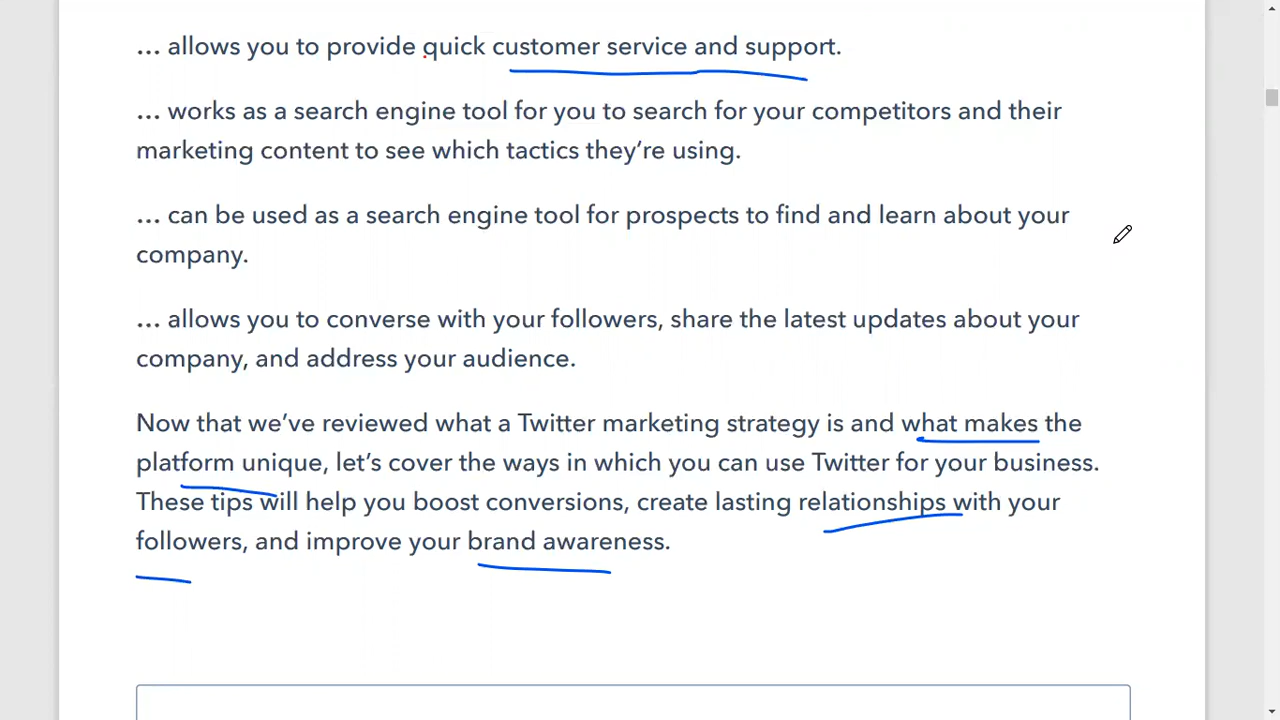 ... allows you to provide quick customer service and support.
... works as a search engine tool for you to search for your competitors and their
marketing content to see which tactics they’re using.
... can be used as a search engine tool for prospects to find and learn about your
company.
... allows you to converse with your followers, share the latest updates about your
company, and address your audience.
Now that we’ve reviewed what a Twitter marketing strategy is and what makes the
platform unique, let’s cover the ways in which you can use Twitter for your business.
These tips will help you boost conversions, create lasting relationships with your
followers, and improve your brand awareness.